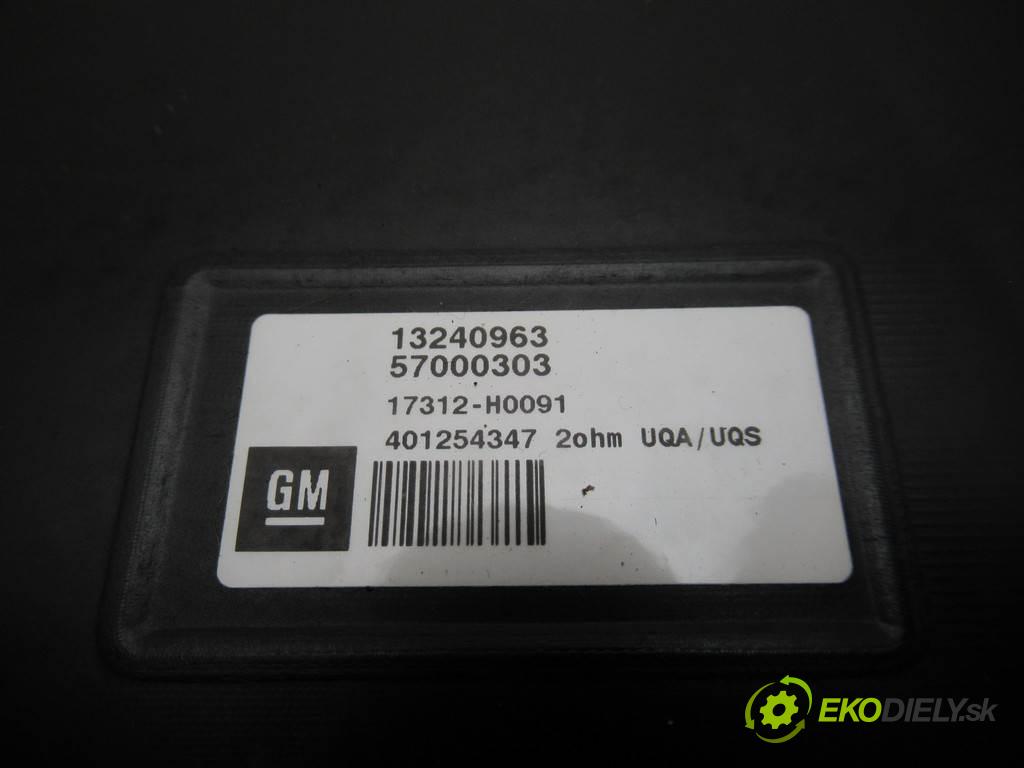 13240963
57000303
17312-H0091
401254347 2ohm UQA/UQS
GM
EKODIELY.sk